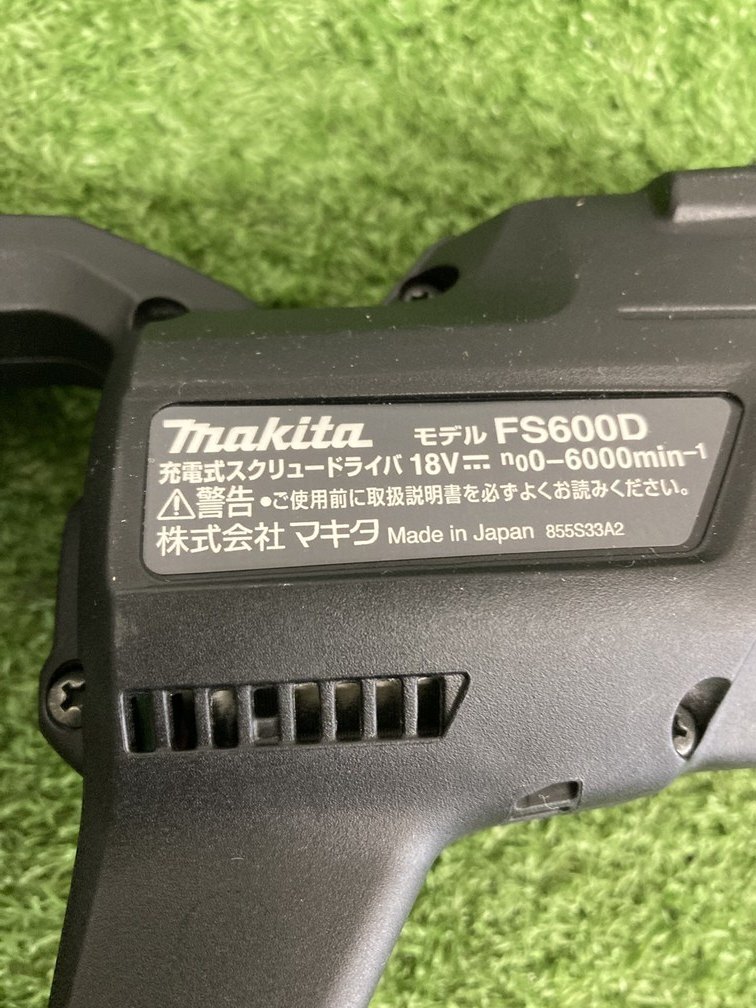 makita モデル FS600D
充電式スクリュードライバ 18V⎓ n₀0-6000min⁻¹
⚠警告 ●ご使用前に取扱説明書を必ずよくお読みください。
株式会社 マキタ Made in Japan 855S33A2